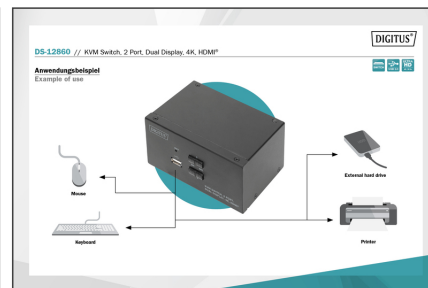 DIGITUS®
DS-12860 // KVM Switch, 2 Port, Dual Display, 4K, HDMI®
Anwendungsbeispiel
Example of use
DIGITUS
Mouse
Keyboard
External hard drive
Printer